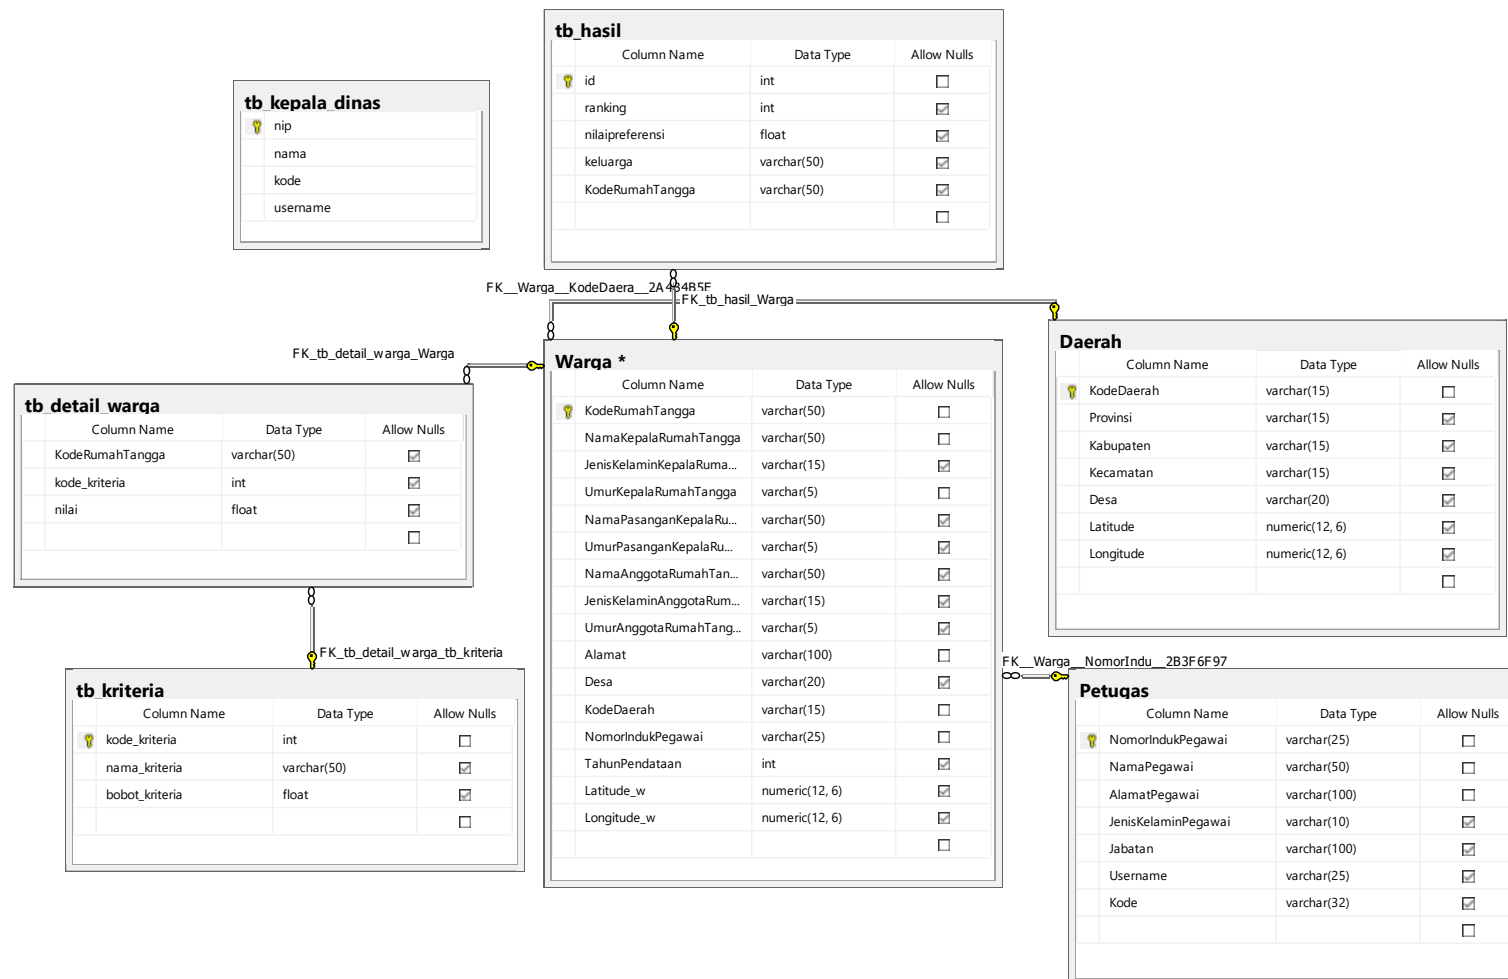 tb_hasil
Column Name Data Type Allow Nulls
id int
ranking int
nilaipreferensi float
keluarga varchar(50)
KodeRumahTangga varchar(50)
tb_kepala_dinas
nip
nama
kode
username
FK__Warga__KodeDaera__2A4B4B5E
FK_tb_hasil_Warga
FK_tb_detail_warga_Warga
Warga *
Column Name Data Type Allow Nulls
KodeRumahTangga varchar(50)
NamaKepalaRumahTangga varchar(50)
JenisKelaminKepalaRuma... varchar(15)
UmurKepalaRumahTangga varchar(5)
NamaPasanganKepalaRu... varchar(50)
UmurPasanganKepalaRu... varchar(5)
NamaAnggotaRumahTan... varchar(50)
JenisKelaminAnggotaRum... varchar(15)
UmurAnggotaRumahTang... varchar(5)
Alamat varchar(100)
Desa varchar(20)
KodeDaerah varchar(15)
NomorIndukPegawai varchar(25)
TahunPendataan int
Latitude_w numeric(12, 6)
Longitude_w numeric(12, 6)
Daerah
Column Name Data Type Allow Nulls
KodeDaerah varchar(15)
Provinsi varchar(15)
Kabupaten varchar(15)
Kecamatan varchar(15)
Desa varchar(20)
Latitude numeric(12, 6)
Longitude numeric(12, 6)
tb_detail_warga
Column Name Data Type Allow Nulls
KodeRumahTangga varchar(50)
kode_kriteria int
nilai float
FK_tb_detail_warga_tb_kriteria
tb_kriteria
Column Name Data Type Allow Nulls
kode_kriteria int
nama_kriteria varchar(50)
bobot_kriteria float
FK__Warga__NomorIndu__2B3F6F97
Petugas
Column Name Data Type Allow Nulls
NomorIndukPegawai varchar(25)
NamaPegawai varchar(50)
AlamatPegawai varchar(100)
JenisKelaminPegawai varchar(10)
Jabatan varchar(100)
Username varchar(25)
Kode varchar(32)